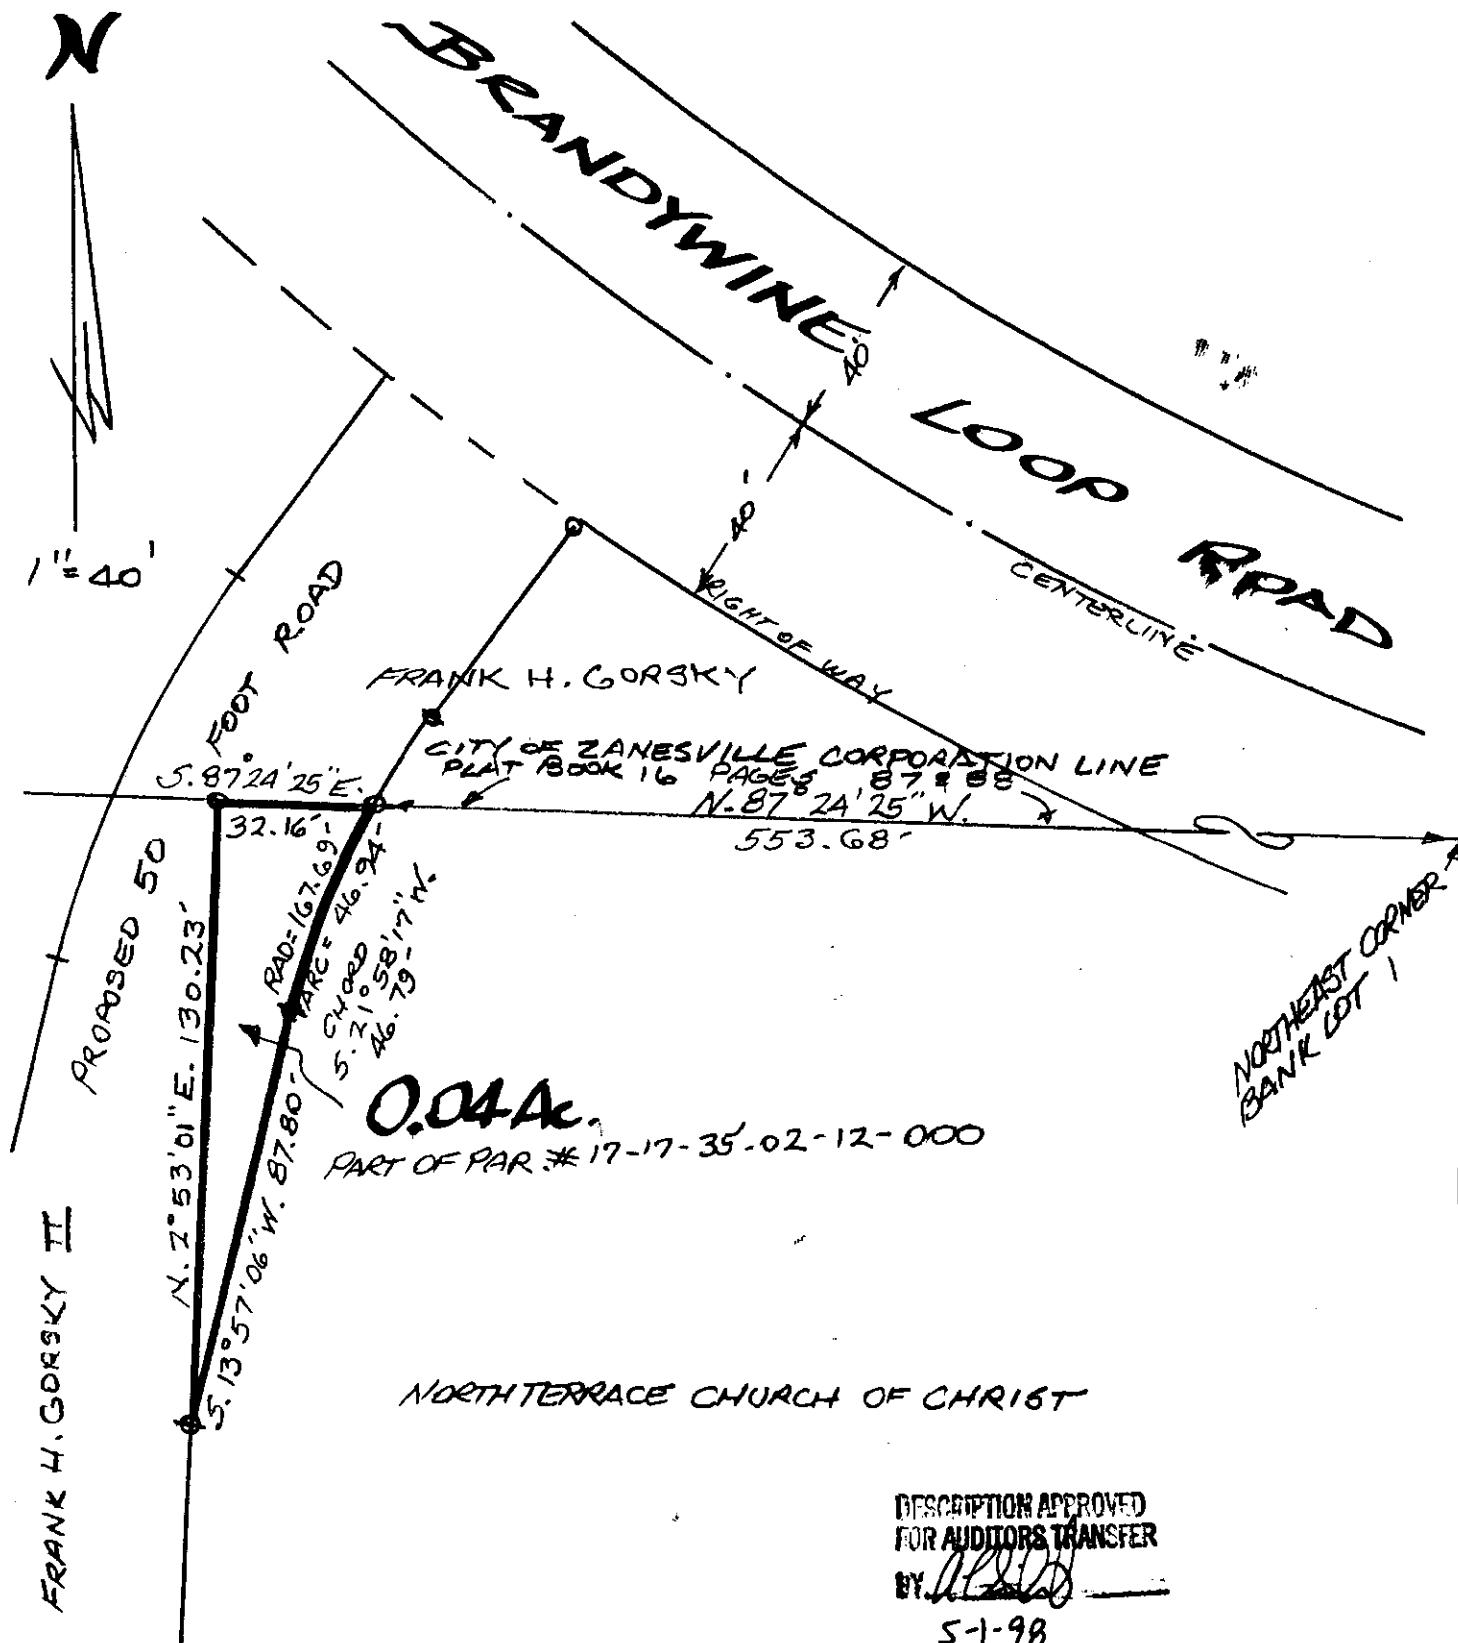 N
1"=40'
BRANDYWINE LOOP ROAD
40'
40'
CENTERLINE
RIGHT OF WAY
PROPOSED 50 FOOT ROAD
FRANK H. GORSKY
CITY OF ZANESVILLE CORPORATION LINE
PLAT BOOK 16 PAGES 87 & 88
S. 87° 24' 25" E.
32.16'
N. 87° 24' 25" W.
553.68'
NORTHEAST CORNER
BANK LOT 1
RAD= 167.69'
ARC= 46.94'
CHORD
S. 21° 58' 17" W.
46.79'
N. 2° 53' 01" E. 130.23'
S. 13° 57' 06" W. 87.80'
0.04 Ac.
PART OF PAR. # 17-17-35-02-12-000
FRANK H. GORSKY II
NORTH TERRACE CHURCH OF CHRIST
DESCRIPTION APPROVED
FOR AUDITORS TRANSFER
BY
5-1-98